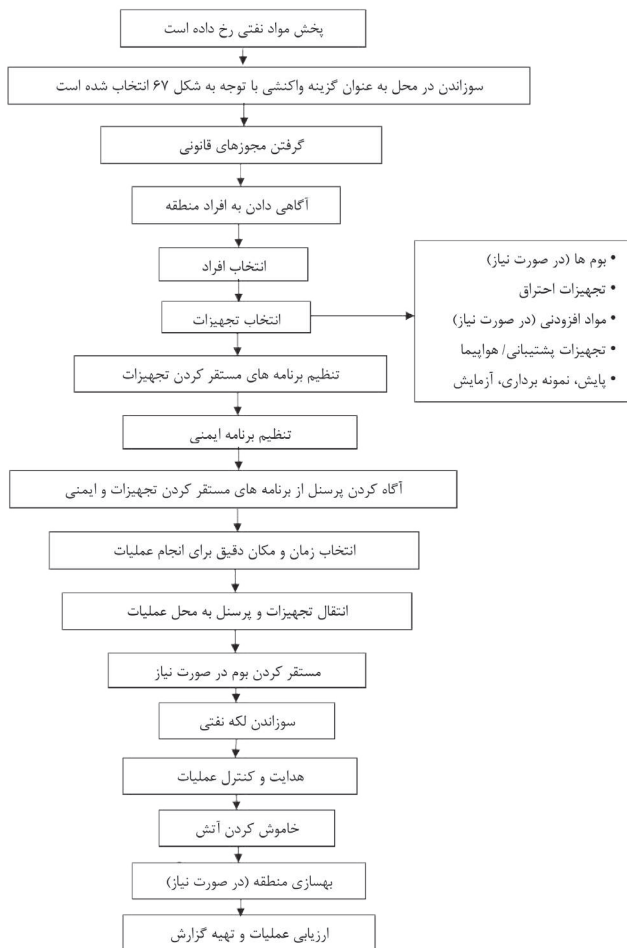 پخش مواد نفتی رخ داده است
سوزاندن در محل به عنوان گزینه واکنشی با توجه به شکل ۶۷ انتخاب شده است
گرفتن مجوزهای قانونی
آگاهی دادن به افراد منطقه
انتخاب افراد
انتخاب تجهیزات
• بوم ها (در صورت نیاز)
• تجهیزات احتراق
• مواد افزودنی (در صورت نیاز)
• تجهیزات پشتیبانی/ هواپیما
• پایش، نمونه برداری، آزمایش
تنظیم برنامه های مستقر کردن تجهیزات
تنظیم برنامه ایمنی
آگاه کردن پرسنل از برنامه های مستقر کردن تجهیزات و ایمنی
انتخاب زمان و مکان دقیق برای انجام عملیات
انتقال تجهیزات و پرسنل به محل عملیات
مستقر کردن بوم در صورت نیاز
سوزاندن لکه نفتی
هدایت و کنترل عملیات
خاموش کردن آتش
بهسازی منطقه (در صورت نیاز)
ارزیابی عملیات و تهیه گزارش